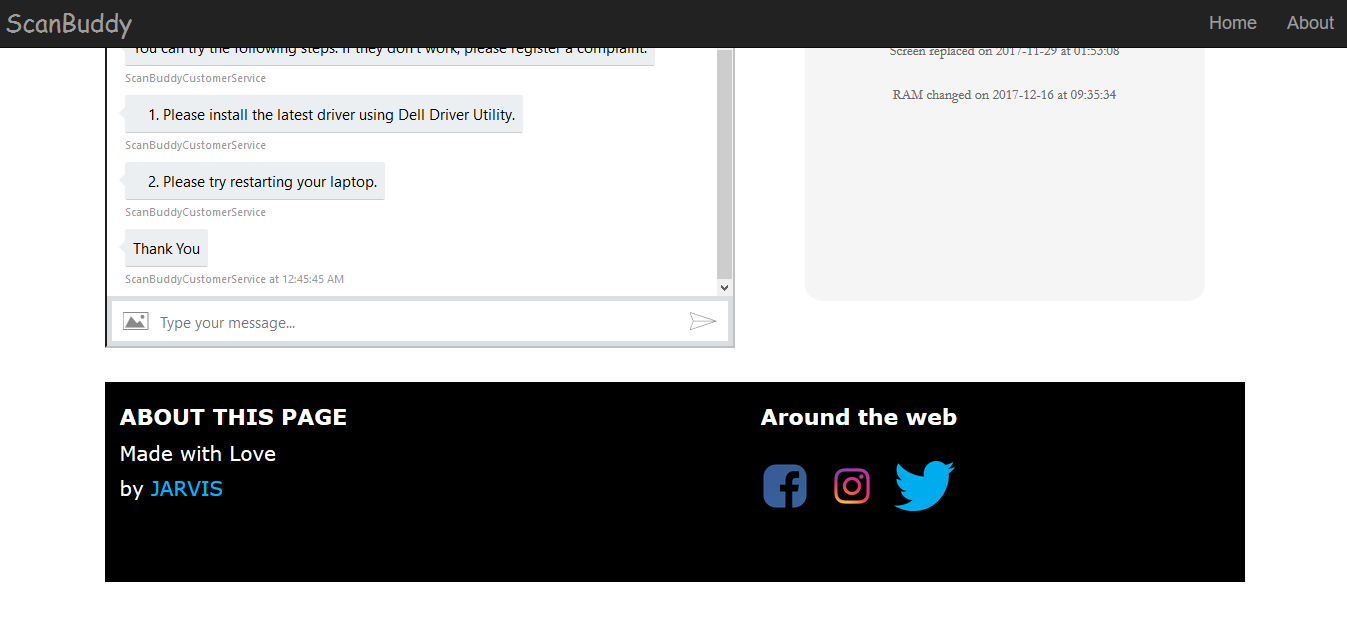 ScanBuddy
Home
About
You can try the following steps. If they don't work, please register a complaint.
ScanBuddyCustomerService
1. Please install the latest driver using Dell Driver Utility.
ScanBuddyCustomerService
2. Please try restarting your laptop.
ScanBuddyCustomerService
Thank You
ScanBuddyCustomerService at 12:45:45 AM
Type your message...
Screen replaced on 2017-11-29 at 01:53:08
RAM changed on 2017-12-16 at 09:35:34
ABOUT THIS PAGE
Made with Love
by JARVIS
Around the web